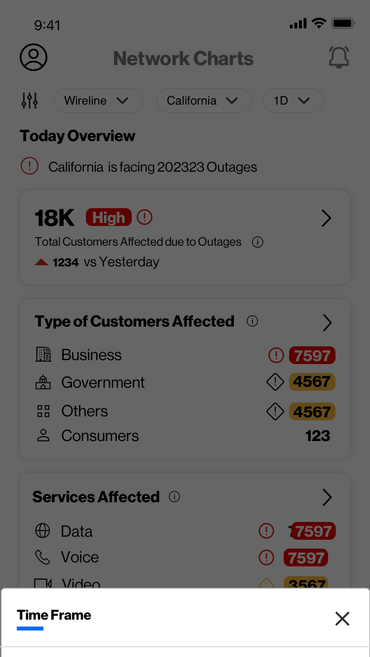 9:41
Network Charts
Wireline California 1D
Today Overview
California is facing 202323 Outages
18K High
Total Customers Affected due to Outages
1234 vs Yesterday
Type of Customers Affected
Business 7597
Government 4567
Others 4567
Consumers 123
Services Affected
Data 7597
Voice 7597
Video 3567
Time Frame